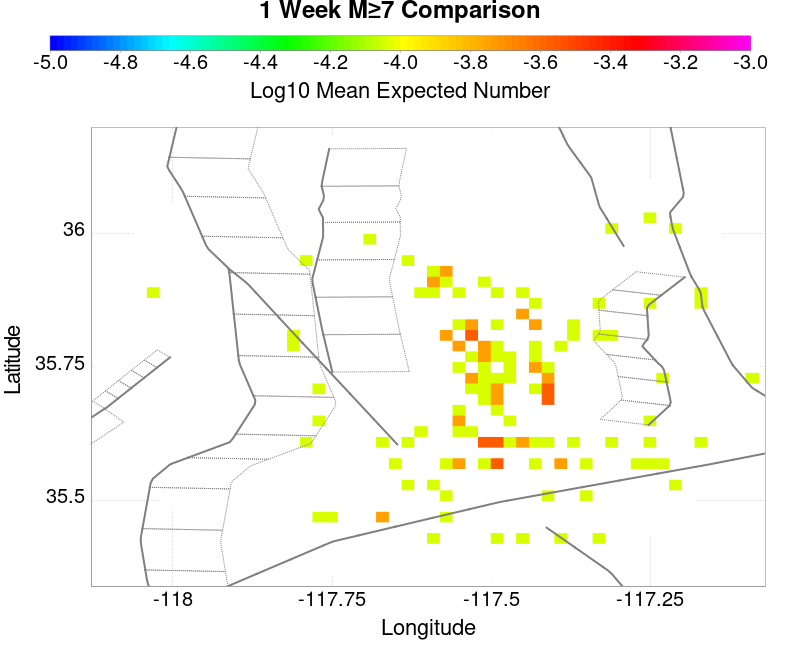 1 Week M≥7 Comparison
-5.0 -4.8 -4.6 -4.4 -4.2 -4.0 -3.8 -3.6 -3.4 -3.2 -3.0
Log10 Mean Expected Number
36
35.75
35.5
Latitude
-118 -117.75 -117.5 -117.25
Longitude